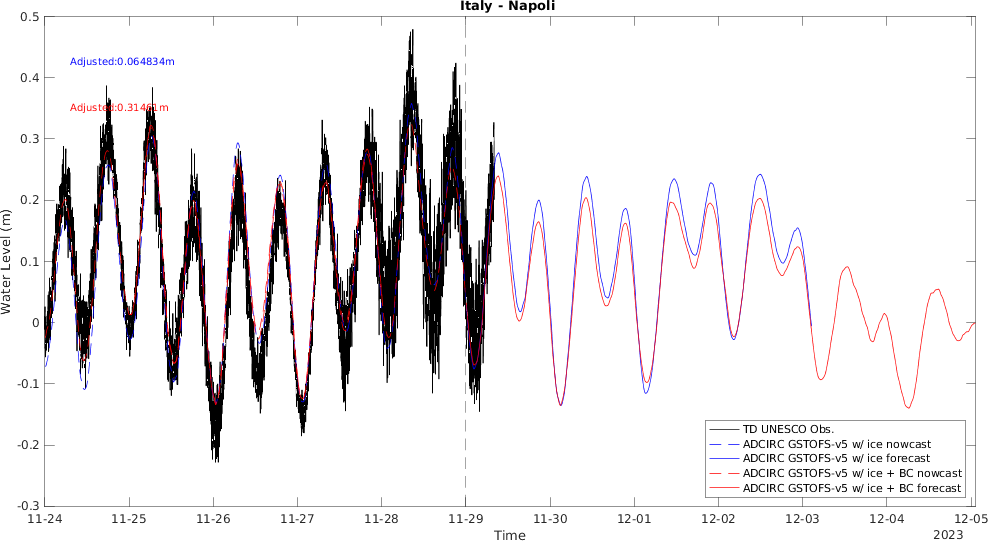 Italy - Napoli
Adjusted:0.064834m
Adjusted:0.31461m
Water Level (m)
0.5
0.4
0.3
0.2
0.1
0
-0.1
-0.2
-0.3
11-24
11-25
11-26
11-27
11-28
11-29
11-30
12-01
12-02
12-03
12-04
12-05
Time
2023
TD UNESCO Obs.
ADCIRC GSTOFS-v5 w/ ice nowcast
ADCIRC GSTOFS-v5 w/ ice forecast
ADCIRC GSTOFS-v5 w/ ice + BC nowcast
ADCIRC GSTOFS-v5 w/ ice + BC forecast